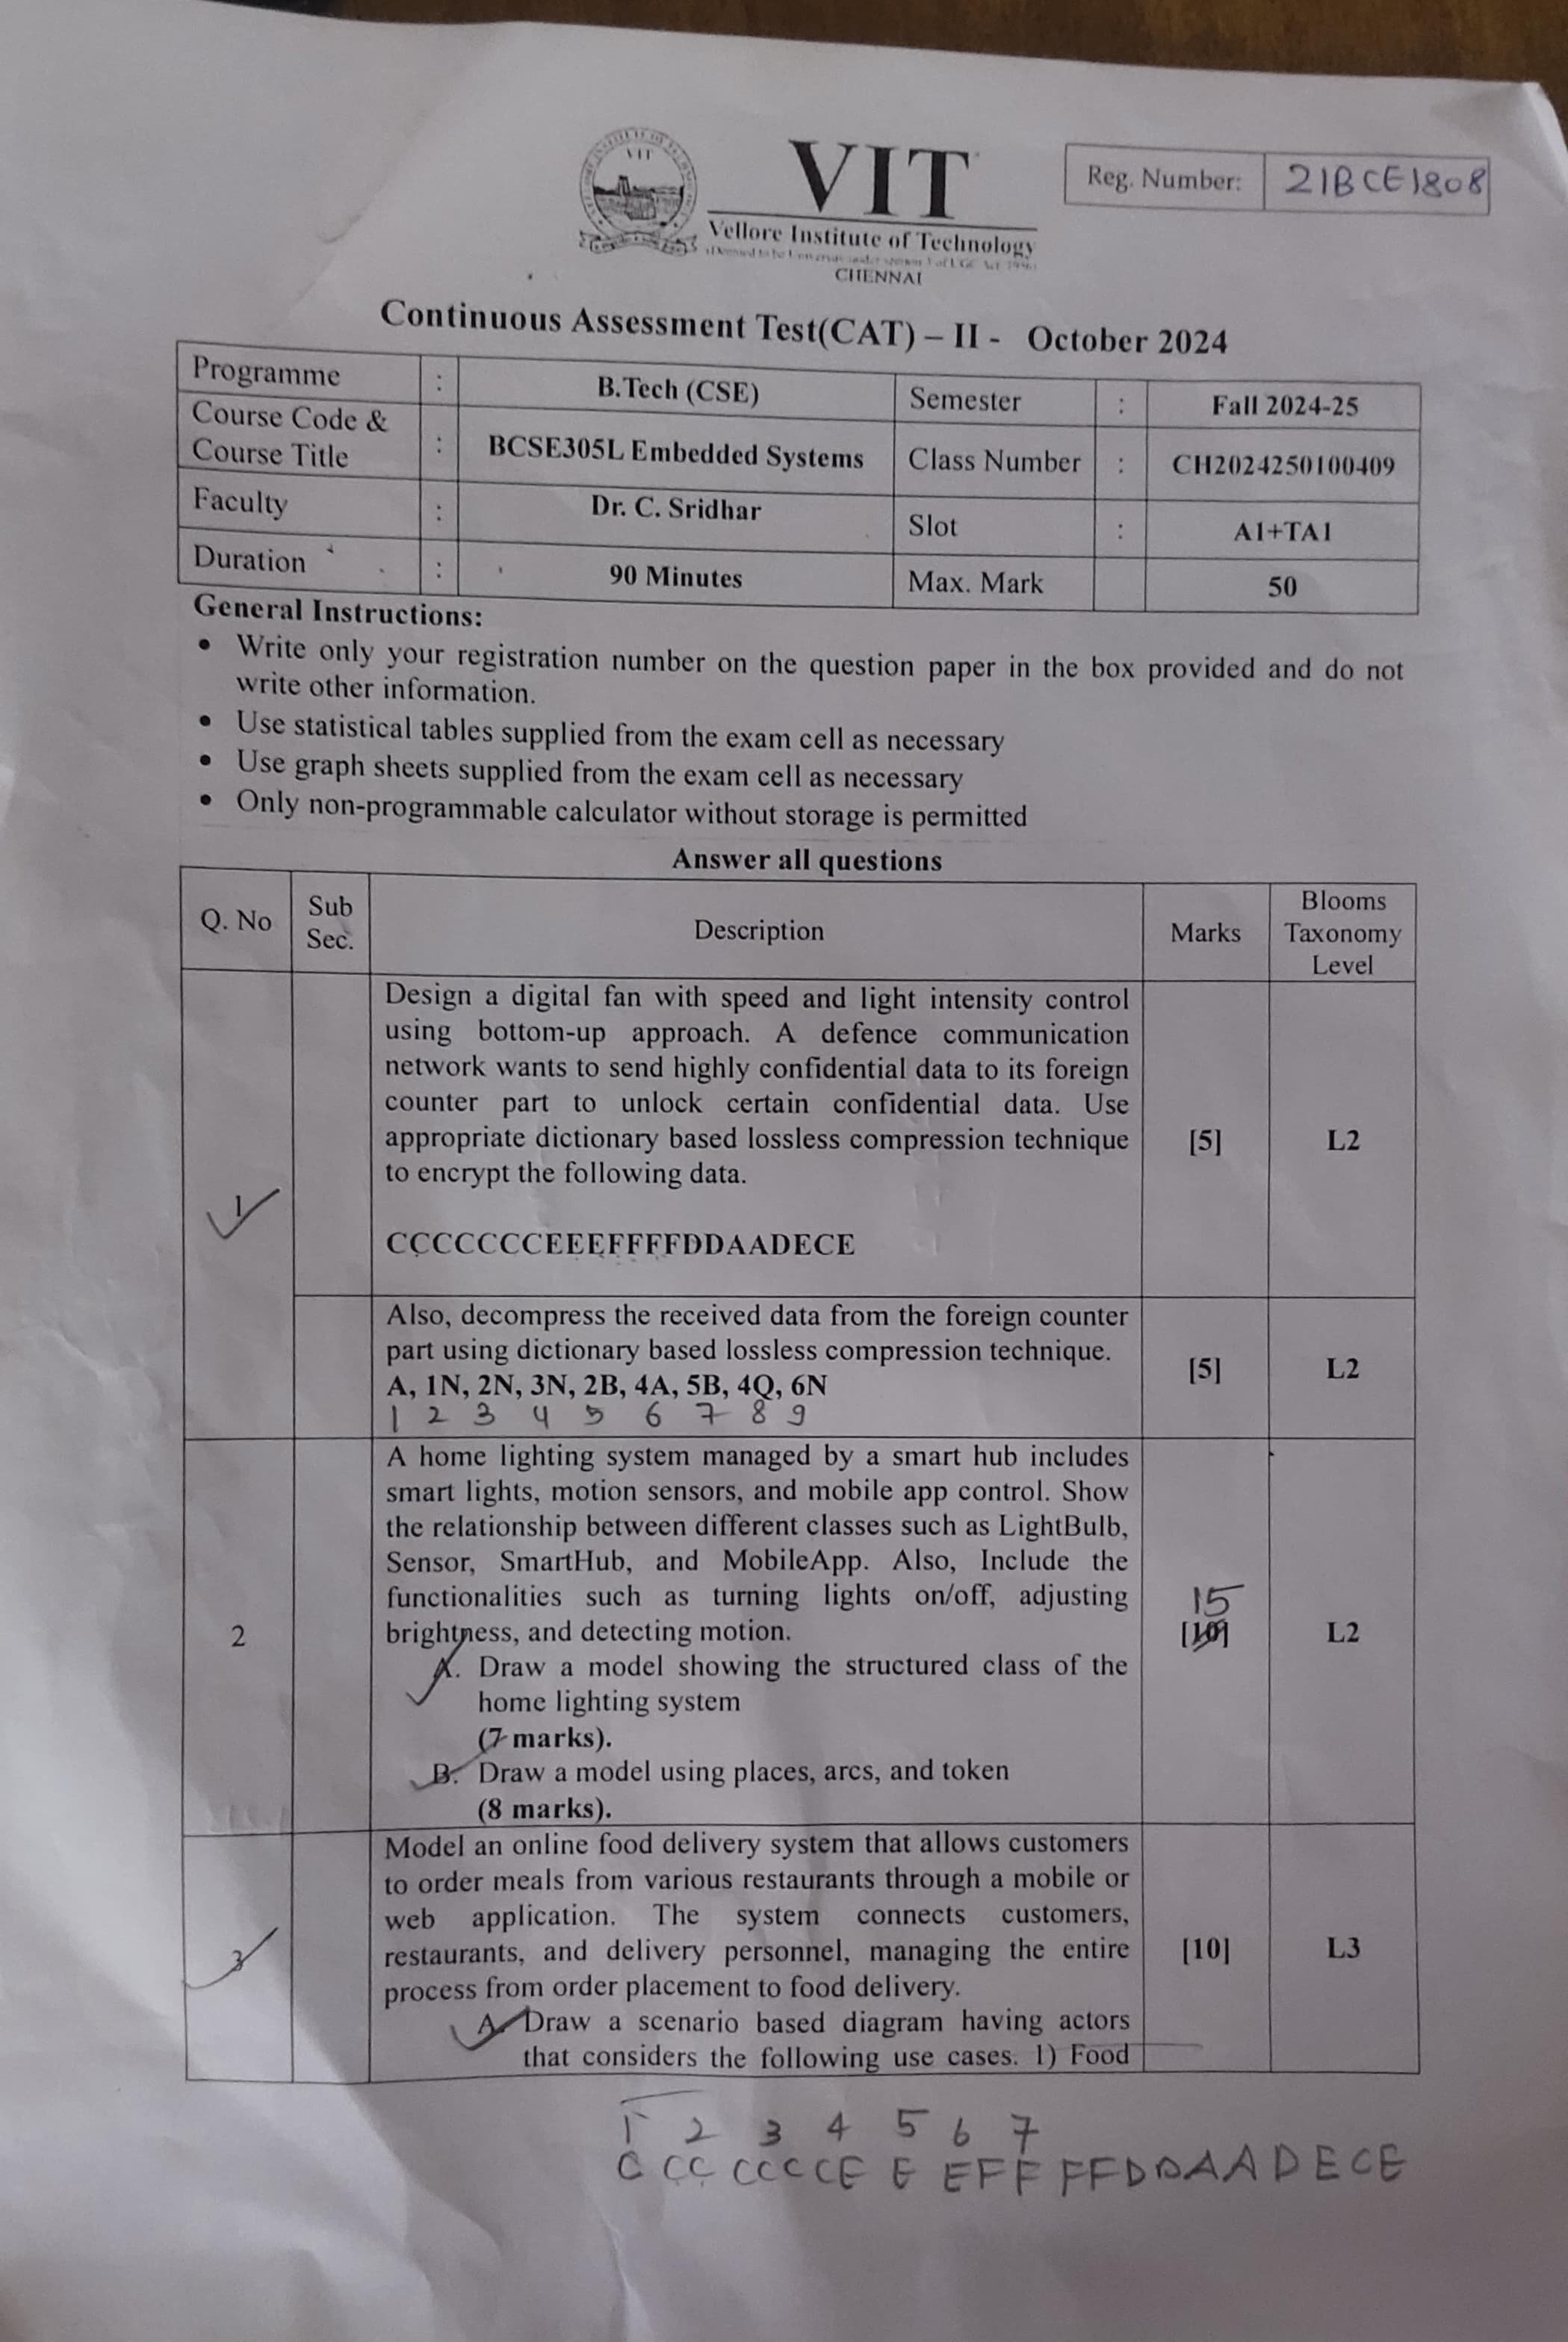 VIT
VIT
Vellore Institute of Technology
(Deemed to be University under section 3 of UGC Act, 1956)
CHENNAI
Reg. Number: 21BCE1808
Continuous Assessment Test(CAT) – II - October 2024
Programme : B.Tech (CSE) Semester : Fall 2024-25
Course Code & Course Title : BCSE305L Embedded Systems Class Number : CH2024250100409
Faculty : Dr. C. Sridhar Slot : A1+TA1
Duration : 90 Minutes Max. Mark 50
General Instructions:
• Write only your registration number on the question paper in the box provided and do not
write other information.
• Use statistical tables supplied from the exam cell as necessary
• Use graph sheets supplied from the exam cell as necessary
• Only non-programmable calculator without storage is permitted
Answer all questions
Q. No Sub Sec. Description Marks Blooms Taxonomy Level
1
Design a digital fan with speed and light intensity control
using bottom-up approach. A defence communication
network wants to send highly confidential data to its foreign
counter part to unlock certain confidential data. Use
appropriate dictionary based lossless compression technique [5] L2
to encrypt the following data.
CCCCCCCEEEFFFFDDAADECE
Also, decompress the received data from the foreign counter
part using dictionary based lossless compression technique. [5] L2
A, 1N, 2N, 3N, 2B, 4A, 5B, 4Q, 6N
1 2 3 4 5 6 7 8 9
A home lighting system managed by a smart hub includes
smart lights, motion sensors, and mobile app control. Show
the relationship between different classes such as LightBulb,
Sensor, SmartHub, and MobileApp. Also, Include the
functionalities such as turning lights on/off, adjusting 15
2 brightness, and detecting motion. [10] L2
A. Draw a model showing the structured class of the
home lighting system
(7 marks).
B. Draw a model using places, arcs, and token
(8 marks).
Model an online food delivery system that allows customers
to order meals from various restaurants through a mobile or
web application. The system connects customers,
3 restaurants, and delivery personnel, managing the entire [10] L3
process from order placement to food delivery.
A. Draw a scenario based diagram having actors
that considers the following use cases. 1) Food
1 2 3 4 5 6 7
C CC CCCCE E EFF FFDDAADECE